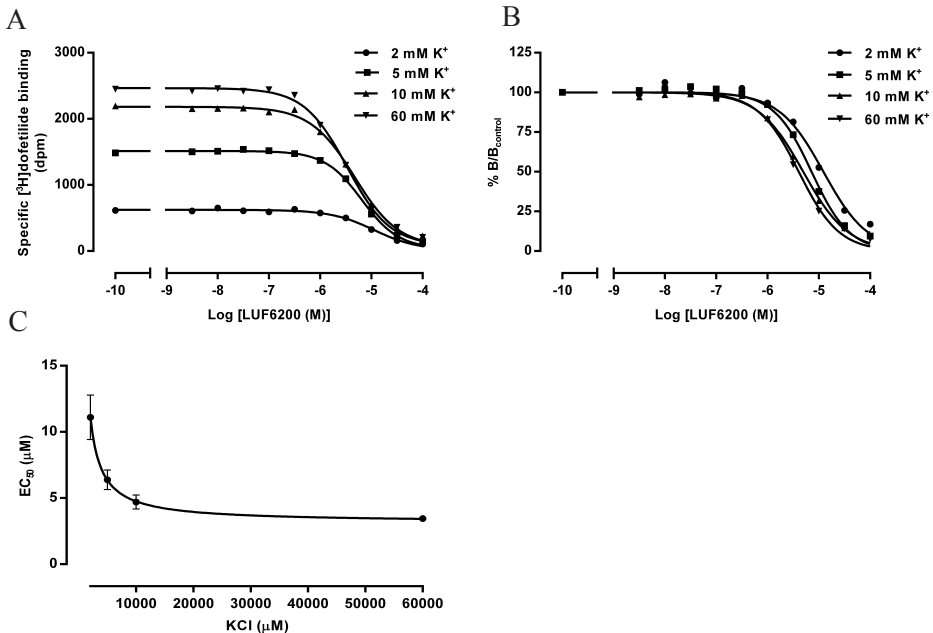 A
Specific [³H]dofetilide binding
(dpm)
3000
2000
1000
0
2 mM K⁺
5 mM K⁺
10 mM K⁺
60 mM K⁺
-10 -9 -8 -7 -6 -5 -4
Log [LUF6200 (M)]
B
% B/Bcontrol
125
100
75
50
25
0
2 mM K⁺
5 mM K⁺
10 mM K⁺
60 mM K⁺
-10 -9 -8 -7 -6 -5 -4
Log [LUF6200 (M)]
C
EC₅₀ (μM)
15
10
5
0
10000 20000 30000 40000 50000 60000
KCl (μM)